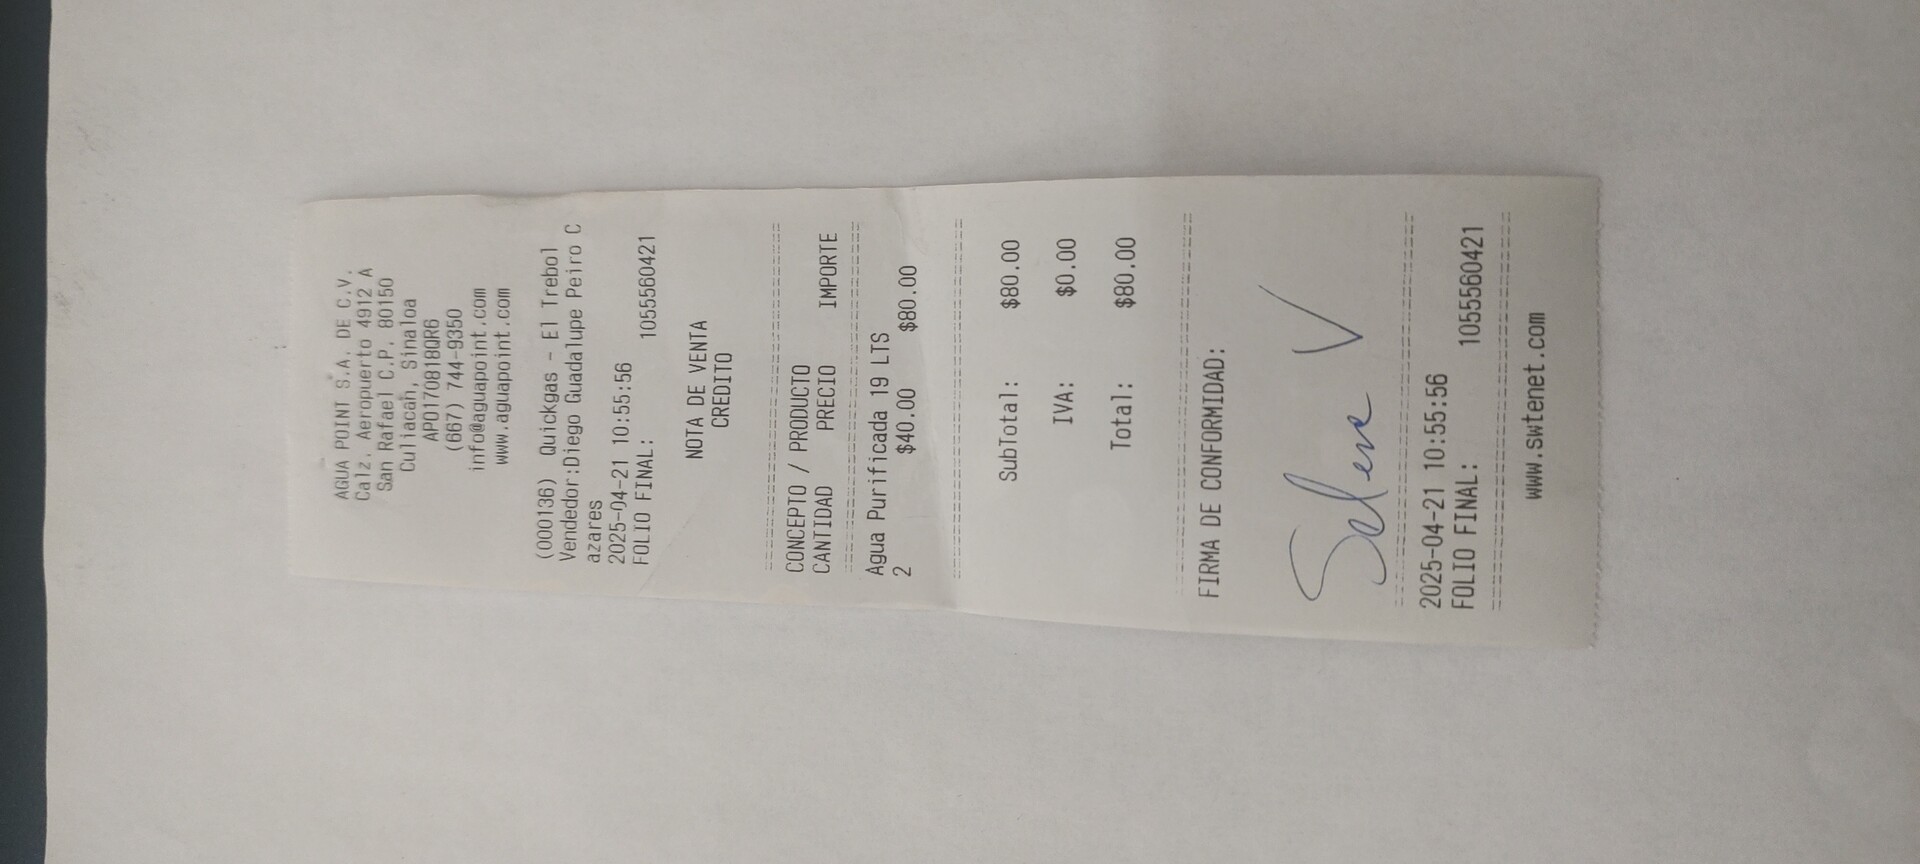 AGUA POINT S.A. DE C.V.
Calz. Aeropuerto 4912 A
San Rafael C.P. 80150
Culiacan, Sinaloa
APO170818QR6
(667) 744-9350
info@aguapoint.com
www.aguapoint.com
(000136) Quickgas - El Trebol
Vendedor:Diego Guadalupe Peiro C
azares
2025-04-21 10:55:56
FOLIO FINAL: 1055560421
NOTA DE VENTA
CREDITO
CONCEPTO / PRODUCTO
CANTIDAD PRECIO IMPORTE
Agua Purificada 19 LTS
2 $40.00 $80.00
SubTotal: $80.00
IVA: $0.00
Total: $80.00
FIRMA DE CONFORMIDAD:
Selene V
2025-04-21 10:55:56
FOLIO FINAL: 1055560421
www.swtenet.com